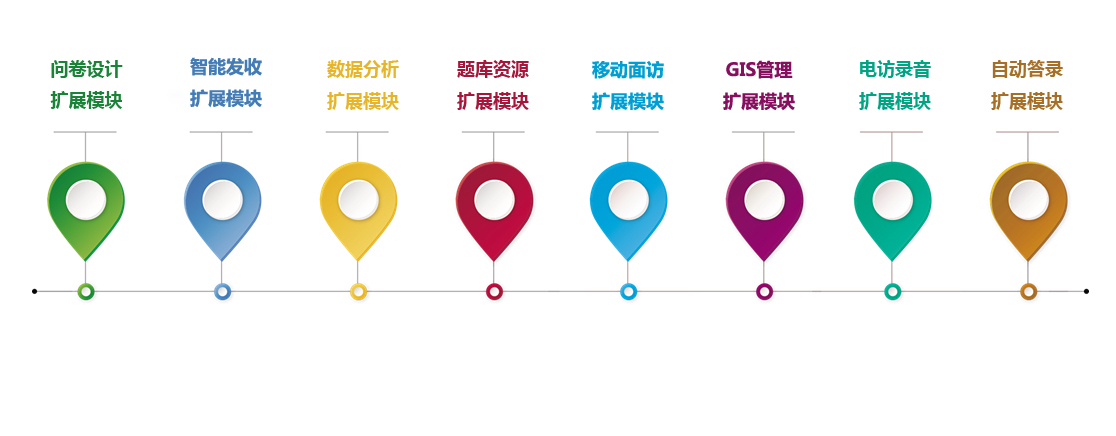 问卷设计
扩展模块
智能发收
扩展模块
数据分析
扩展模块
题库资源
扩展模块
移动面访
扩展模块
GIS管理
扩展模块
电访录音
扩展模块
自动答录
扩展模块